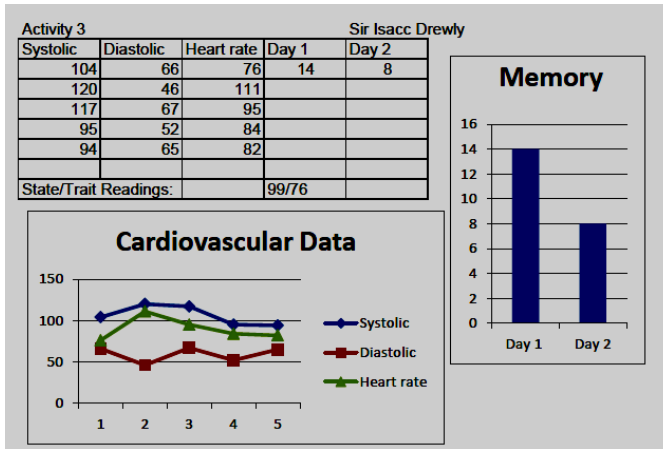 Activity 3 Sir Isacc Drewly
Systolic Diastolic Heart rate Day 1 Day 2
104 66 76 14 8
120 46 111
117 67 95
95 52 84
94 65 82
State/Trait Readings: 99/76
Memory
16
14
12
10
8
6
4
2
0
Day 1 Day 2
Cardiovascular Data
150
100
50
0
1 2 3 4 5
Systolic
Diastolic
Heart rate